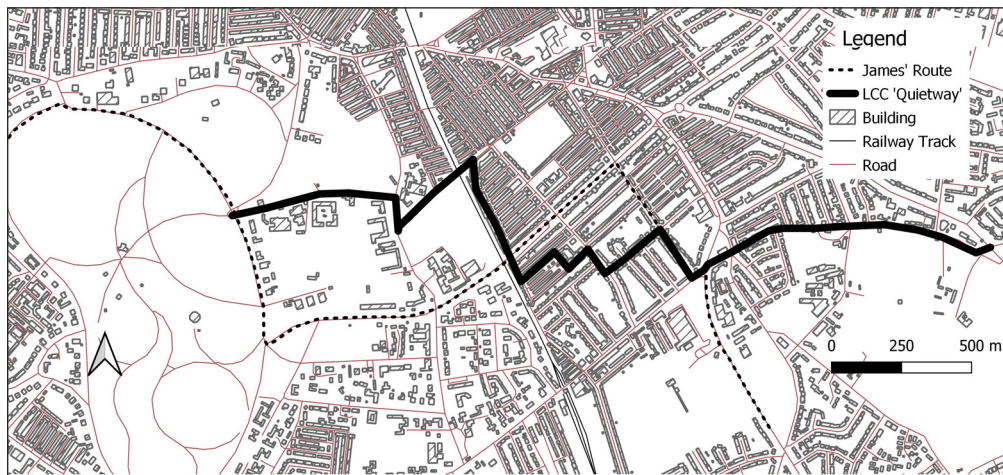 Legend
James' Route
LCC 'Quietway'
Building
Railway Track
Road
0 250 500 m